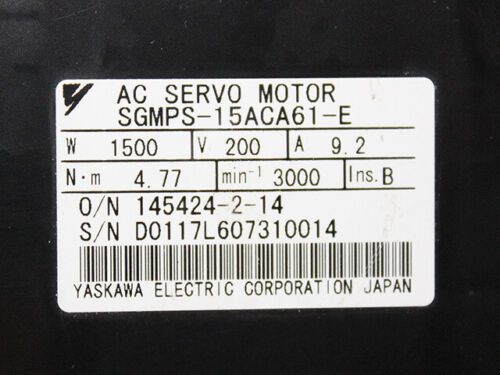 AC SERVO MOTOR
SGMPS-15ACA61-E
W 1500 V 200 A 9.2
N·m 4.77 min-1 3000 Ins. B
O/N 145424-2-14
S/N D0117L607310014
YASKAWA ELECTRIC CORPORATION JAPAN